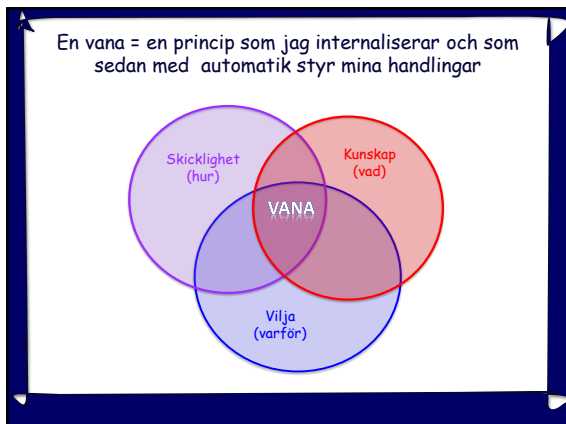 En vana = en princip som jag internaliserar och som
sedan med automatik styr mina handlingar
Skicklighet
(hur)
Kunskap
(vad)
VANA
Vilja
(varför)